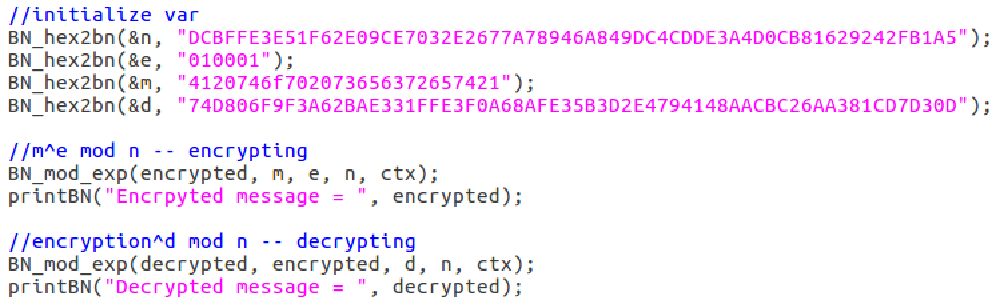 //initialize var
BN_hex2bn(&n, "DCBFFE3E51F62E09CE7032E2677A78946A849DC4CDDE3A4D0CB81629242FB1A5");
BN_hex2bn(&e, "010001");
BN_hex2bn(&m, "4120746f702073656372657421");
BN_hex2bn(&d, "74D806F9F3A62BAE331FFE3F0A68AFE35B3D2E4794148AACBC26AA381CD7D30D");
//m^e mod n -- encrypting
BN_mod_exp(encrypted, m, e, n, ctx);
printBN("Encrpyted message = ", encrypted);
//encryption^d mod n -- decrypting
BN_mod_exp(decrypted, encrypted, d, n, ctx);
printBN("Decrypted message = ", decrypted);